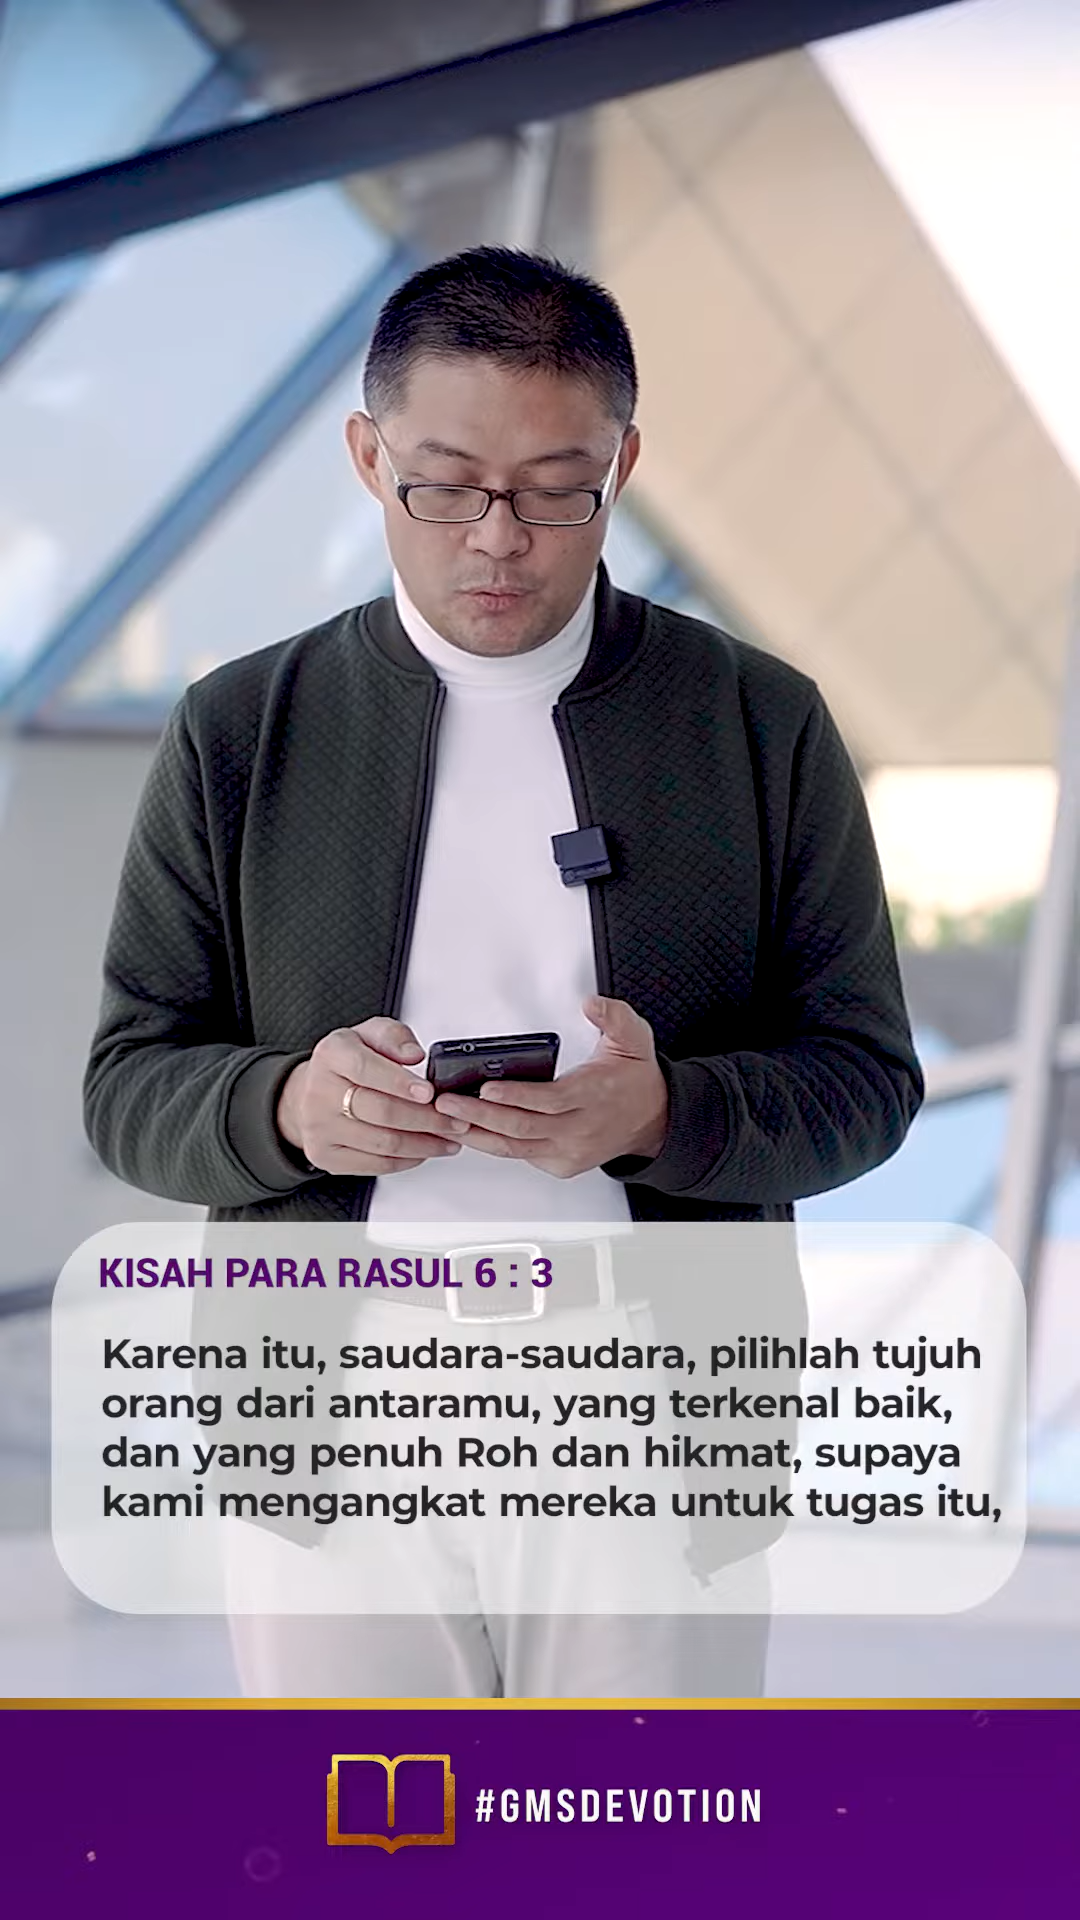 KISAH PARA RASUL 6 : 3
Karena itu, saudara-saudara, pilihlah tujuh
orang dari antaramu, yang terkenal baik,
dan yang penuh Roh dan hikmat, supaya
kami mengangkat mereka untuk tugas itu,
#GMSDEVOTION